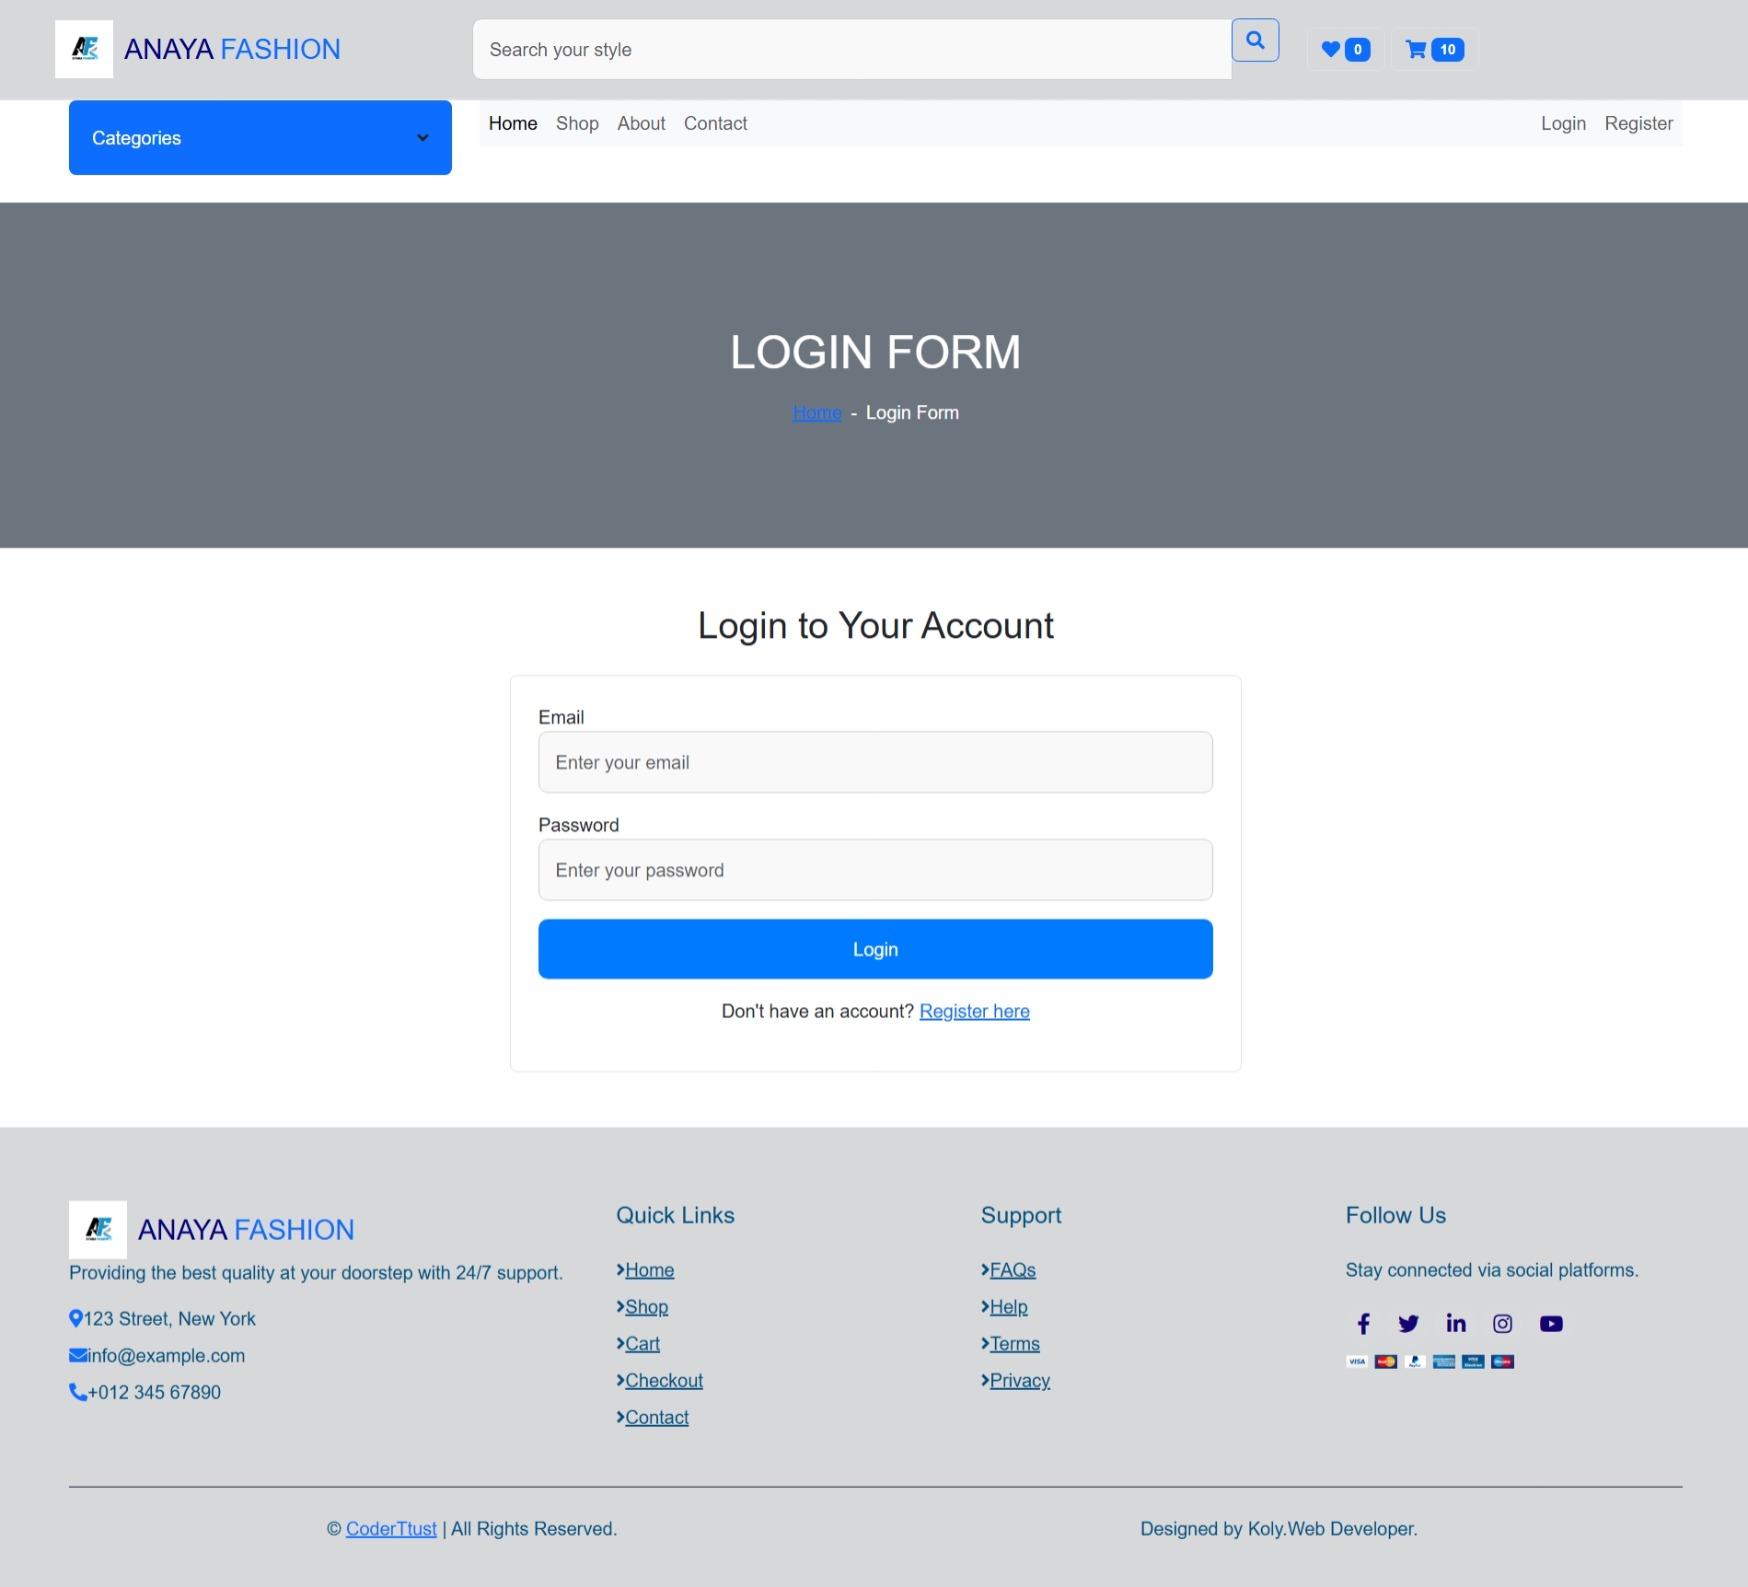 ANAYA FASHION
Search your style
0
10
Categories
Home Shop About Contact
Login Register
LOGIN FORM
Home - Login Form
Login to Your Account
Email
Enter your email
Password
Enter your password
Login
Don't have an account? Register here
ANAYA FASHION
Providing the best quality at your doorstep with 24/7 support.
123 Street, New York
info@example.com
+012 345 67890
Quick Links
Home
Shop
Cart
Checkout
Contact
Support
FAQs
Help
Terms
Privacy
Follow Us
Stay connected via social platforms.
VISA
© CoderTtust | All Rights Reserved.
Designed by Koly.Web Developer.